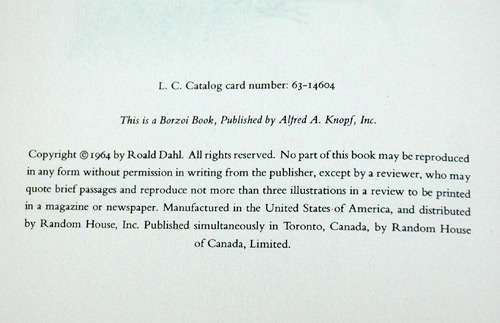 L. C. Catalog card number: 63-14604
This is a Borzoi Book, Published by Alfred A. Knopf, Inc.
Copyright © 1964 by Roald Dahl. All rights reserved. No part of this book may be reproduced
in any form without permission in writing from the publisher, except by a reviewer, who may
quote brief passages and reproduce not more than three illustrations in a review to be printed
in a magazine or newspaper. Manufactured in the United States of America, and distributed
by Random House, Inc. Published simultaneously in Toronto, Canada, by Random House
of Canada, Limited.